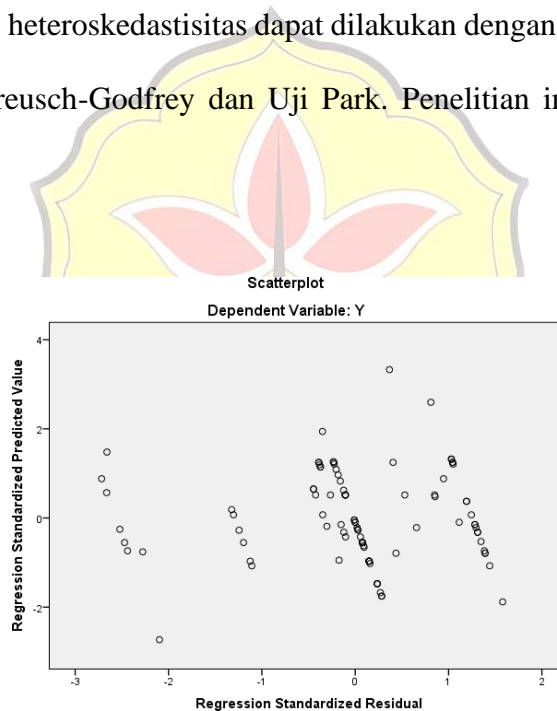 heteroskedastisitas dapat dilakukan dengan
reusch-Godfrey dan Uji Park. Penelitian
Scatterplot
Dependent Variable: Y
Regression Standardized Predicted Value
4
2
0
-2
-3 -2 -1 0 1 2
Regression Standardized Residual